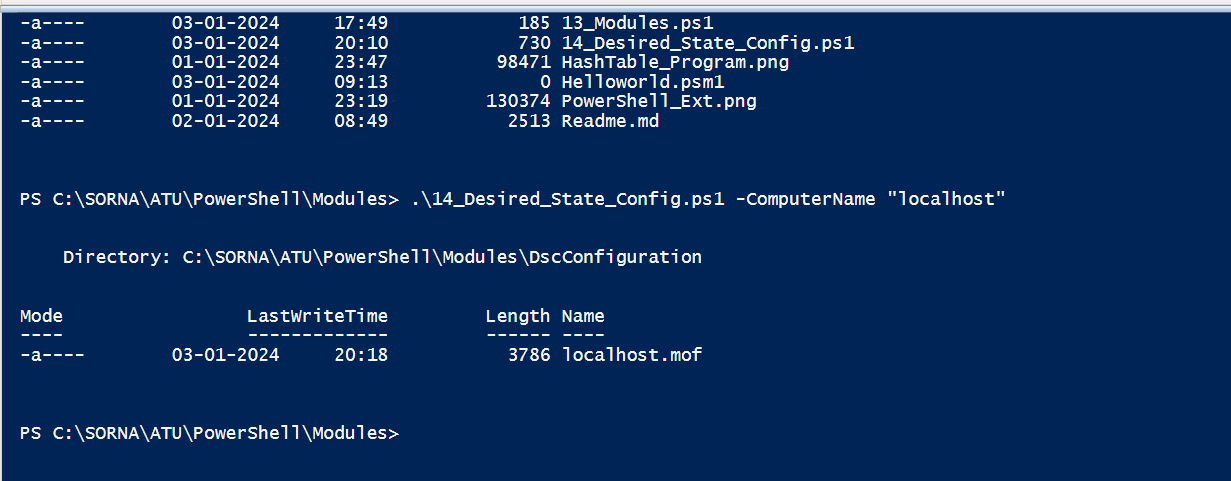 -a----        03-01-2024     17:49            185 13_Modules.ps1
-a----        03-01-2024     20:10            730 14_Desired_State_Config.ps1
-a----        01-01-2024     23:47          98471 HashTable_Program.png
-a----        03-01-2024     09:13              0 Helloworld.psm1
-a----        01-01-2024     23:19         130374 PowerShell_Ext.png
-a----        02-01-2024     08:49           2513 Readme.md
PS C:\SORNA\ATU\PowerShell\Modules> .\14_Desired_State_Config.ps1 -ComputerName "localhost"
    Directory: C:\SORNA\ATU\PowerShell\Modules\DscConfiguration
Mode                 LastWriteTime         Length Name
----                 -------------         ------ ----
-a----        03-01-2024     20:18           3786 localhost.mof
PS C:\SORNA\ATU\PowerShell\Modules>